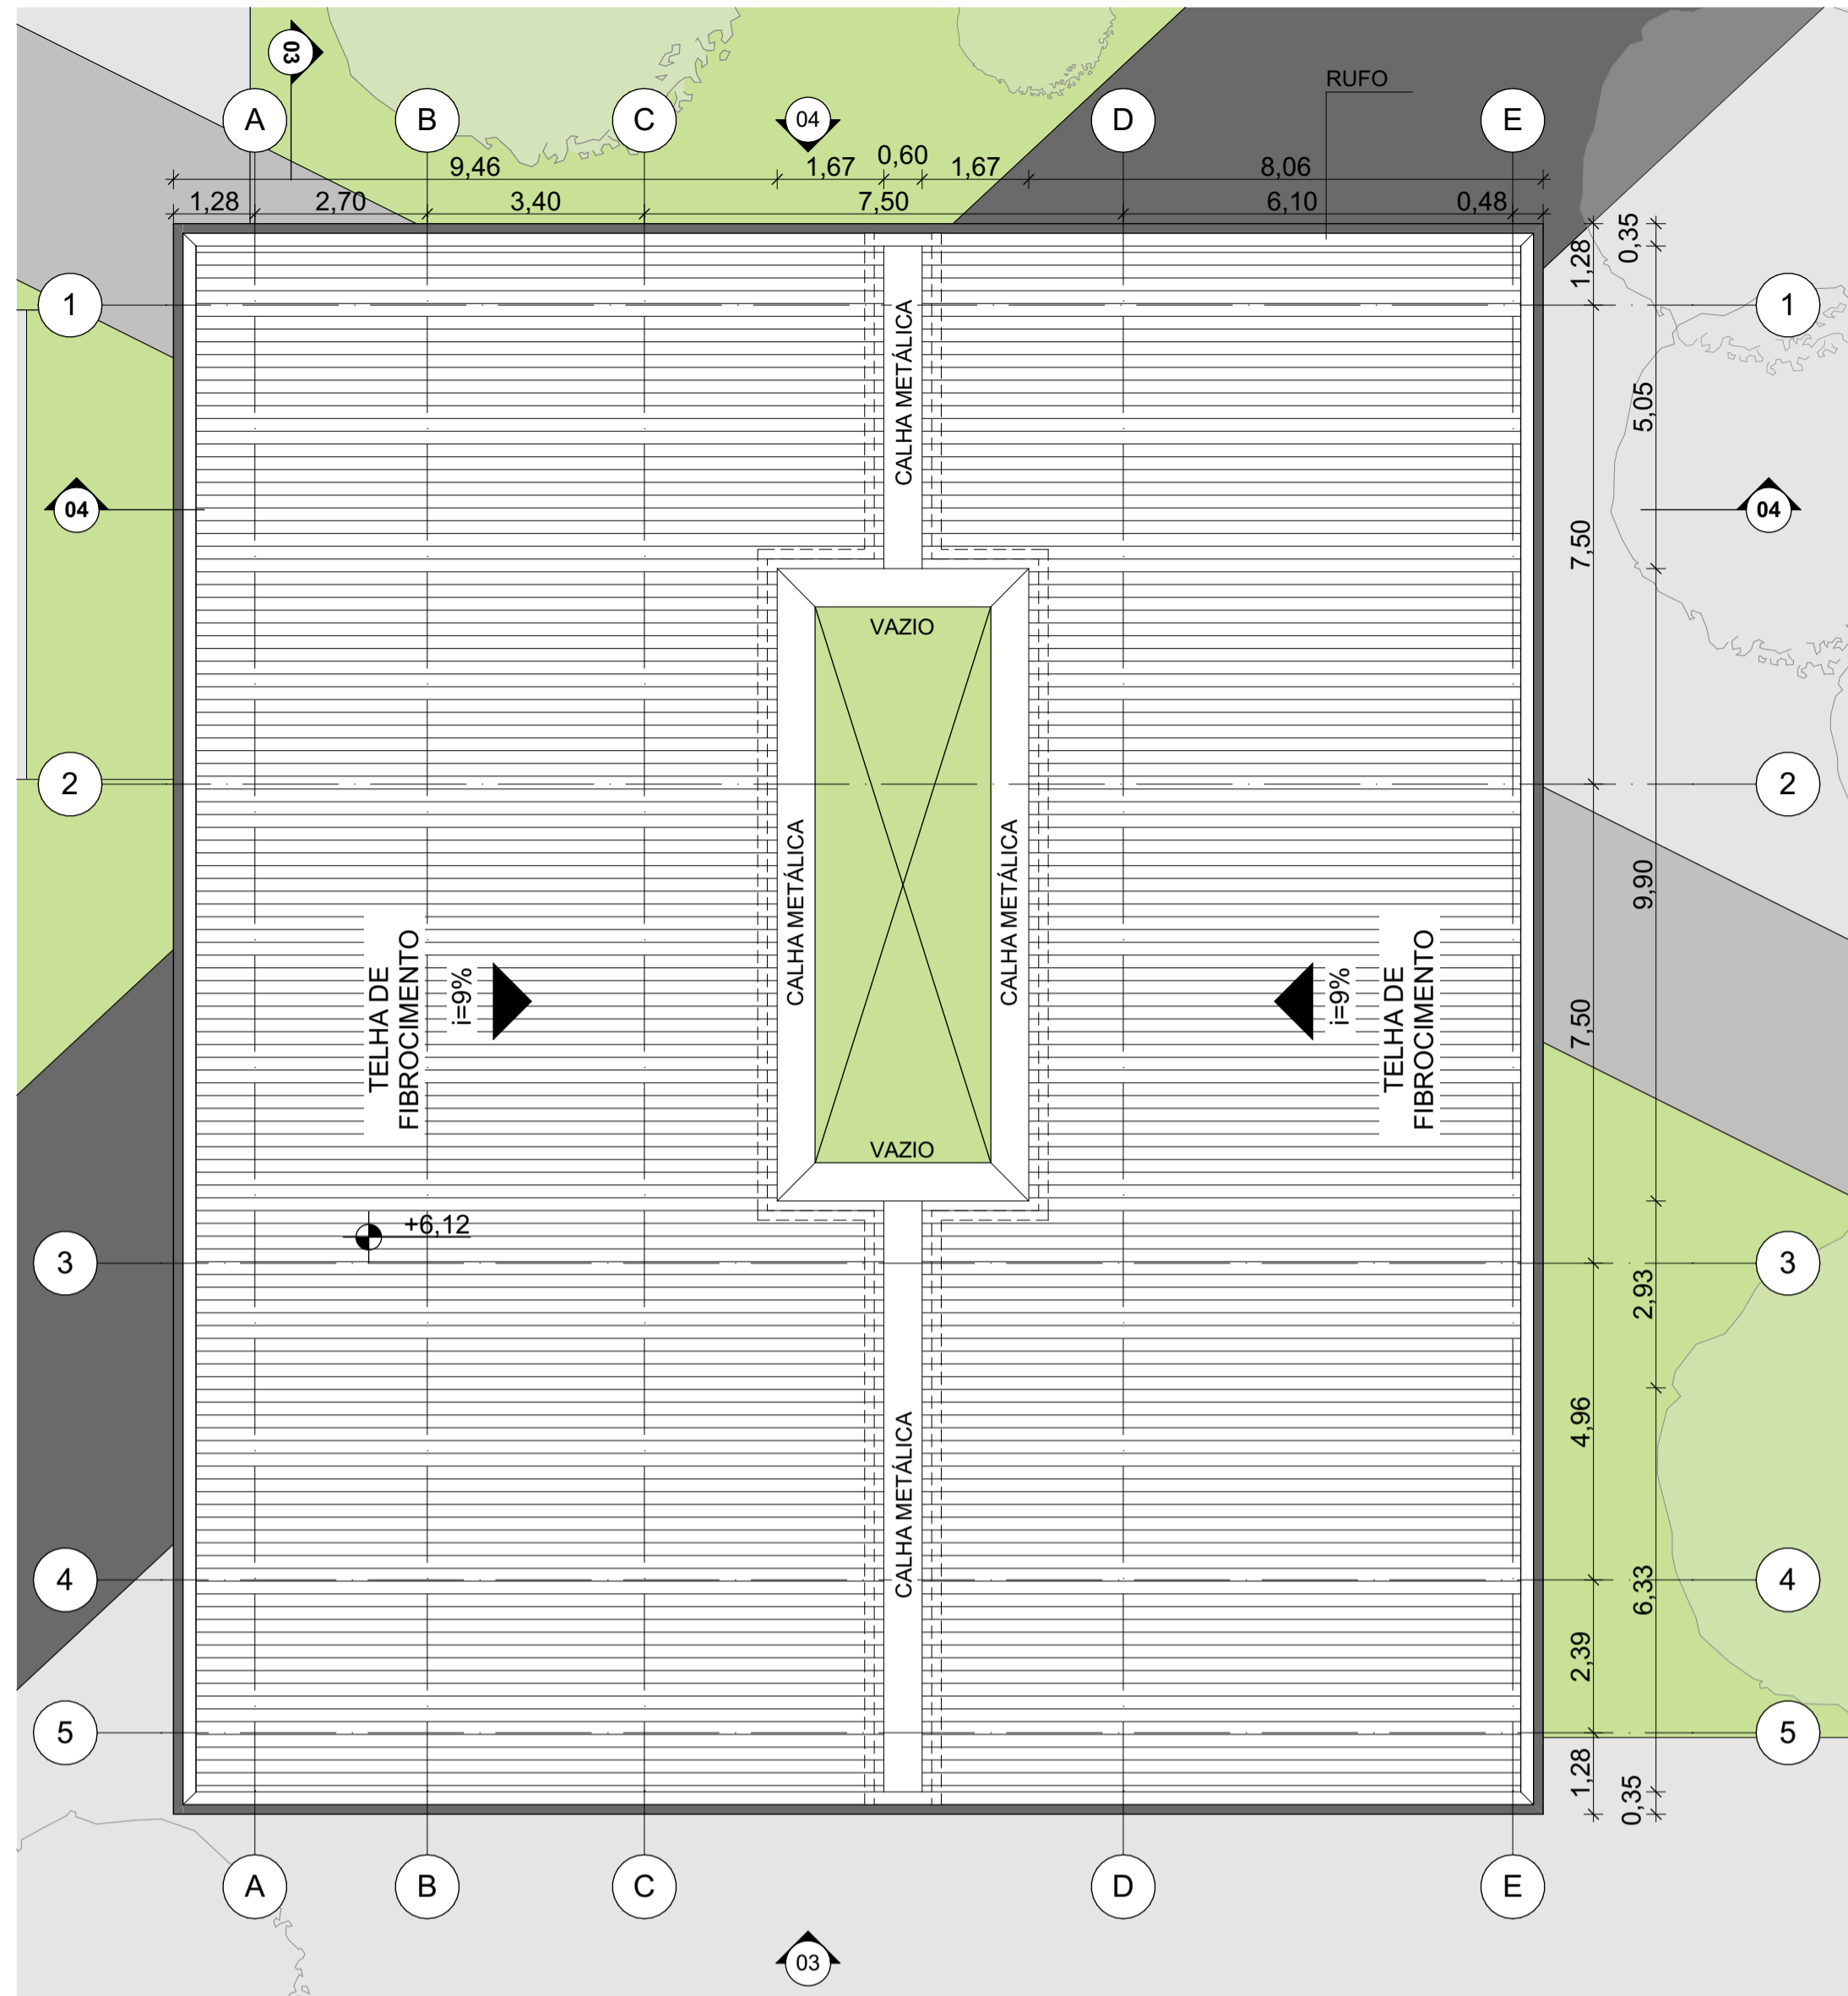 RUFO
03
A
B
C
04
D
E
9,46
1,67
0,60
1,67
8,06
1,28
2,70
3,40
7,50
6,10
0,48
0,35
1,28
1
1
CALHA METÁLICA
5,05
04
04
7,50
VAZIO
2
2
CALHA METÁLICA
CALHA METÁLICA
9,90
TELHA DE
FIBROCIMENTO
i=9%
i=9%
TELHA DE
FIBROCIMENTO
7,50
VAZIO
+6,12
3
3
2,93
4,96
CALHA METÁLICA
4
4
6,33
2,39
5
5
1,28
0,35
A
B
C
D
E
03